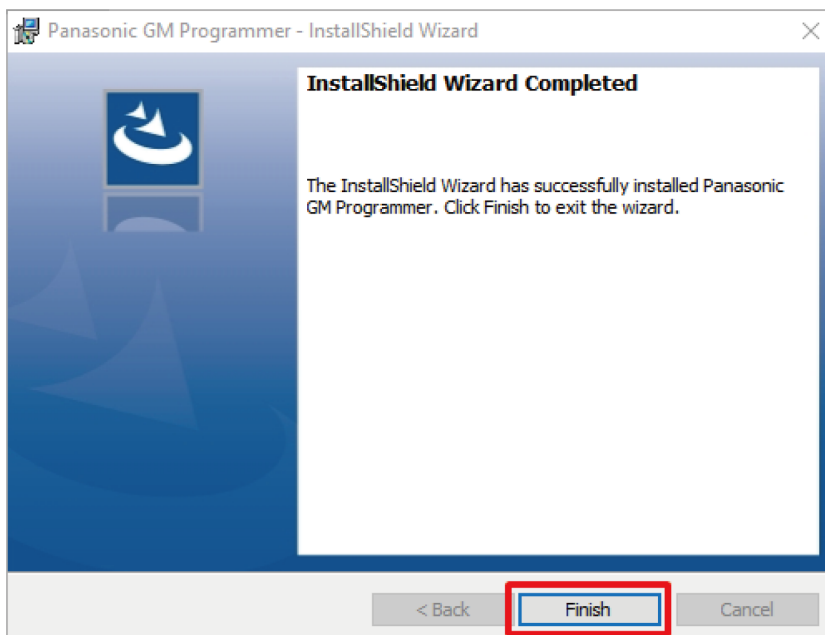 Panasonic GM Programmer - InstallShield Wizard
InstallShield Wizard Completed
The InstallShield Wizard has successfully installed Panasonic
GM Programmer. Click Finish to exit the wizard.
< Back Finish Cancel